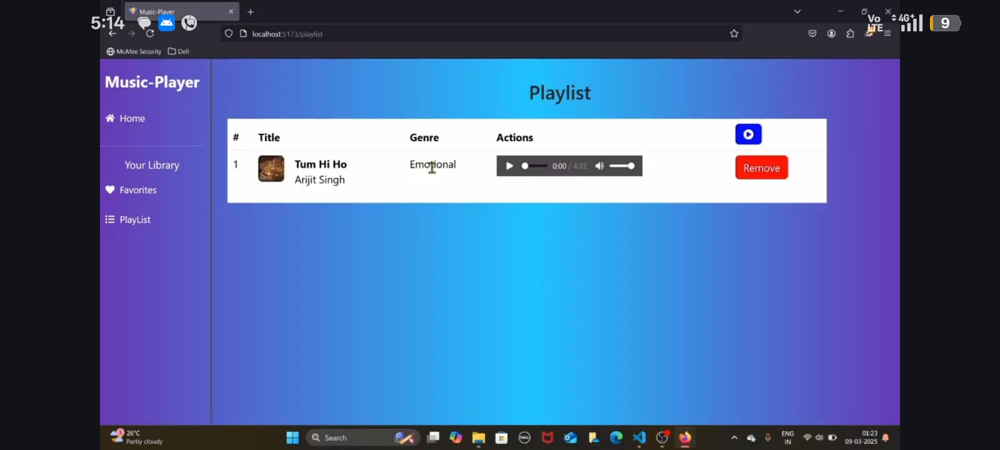 Music-Player
5:14
Vo LTE
4G+
9
localhost:5173/playlist
McAfee Security
Dell
Music-Player
Home
Your Library
Favorites
PlayList
Playlist
# Title Genre Actions
1 Tum Hi Ho Emotional 0:00 / 4:22 Remove
Arijit Singh
3
26°C
Partly cloudy
Search
DELL
ENG
IN
01:23
09-03-2025